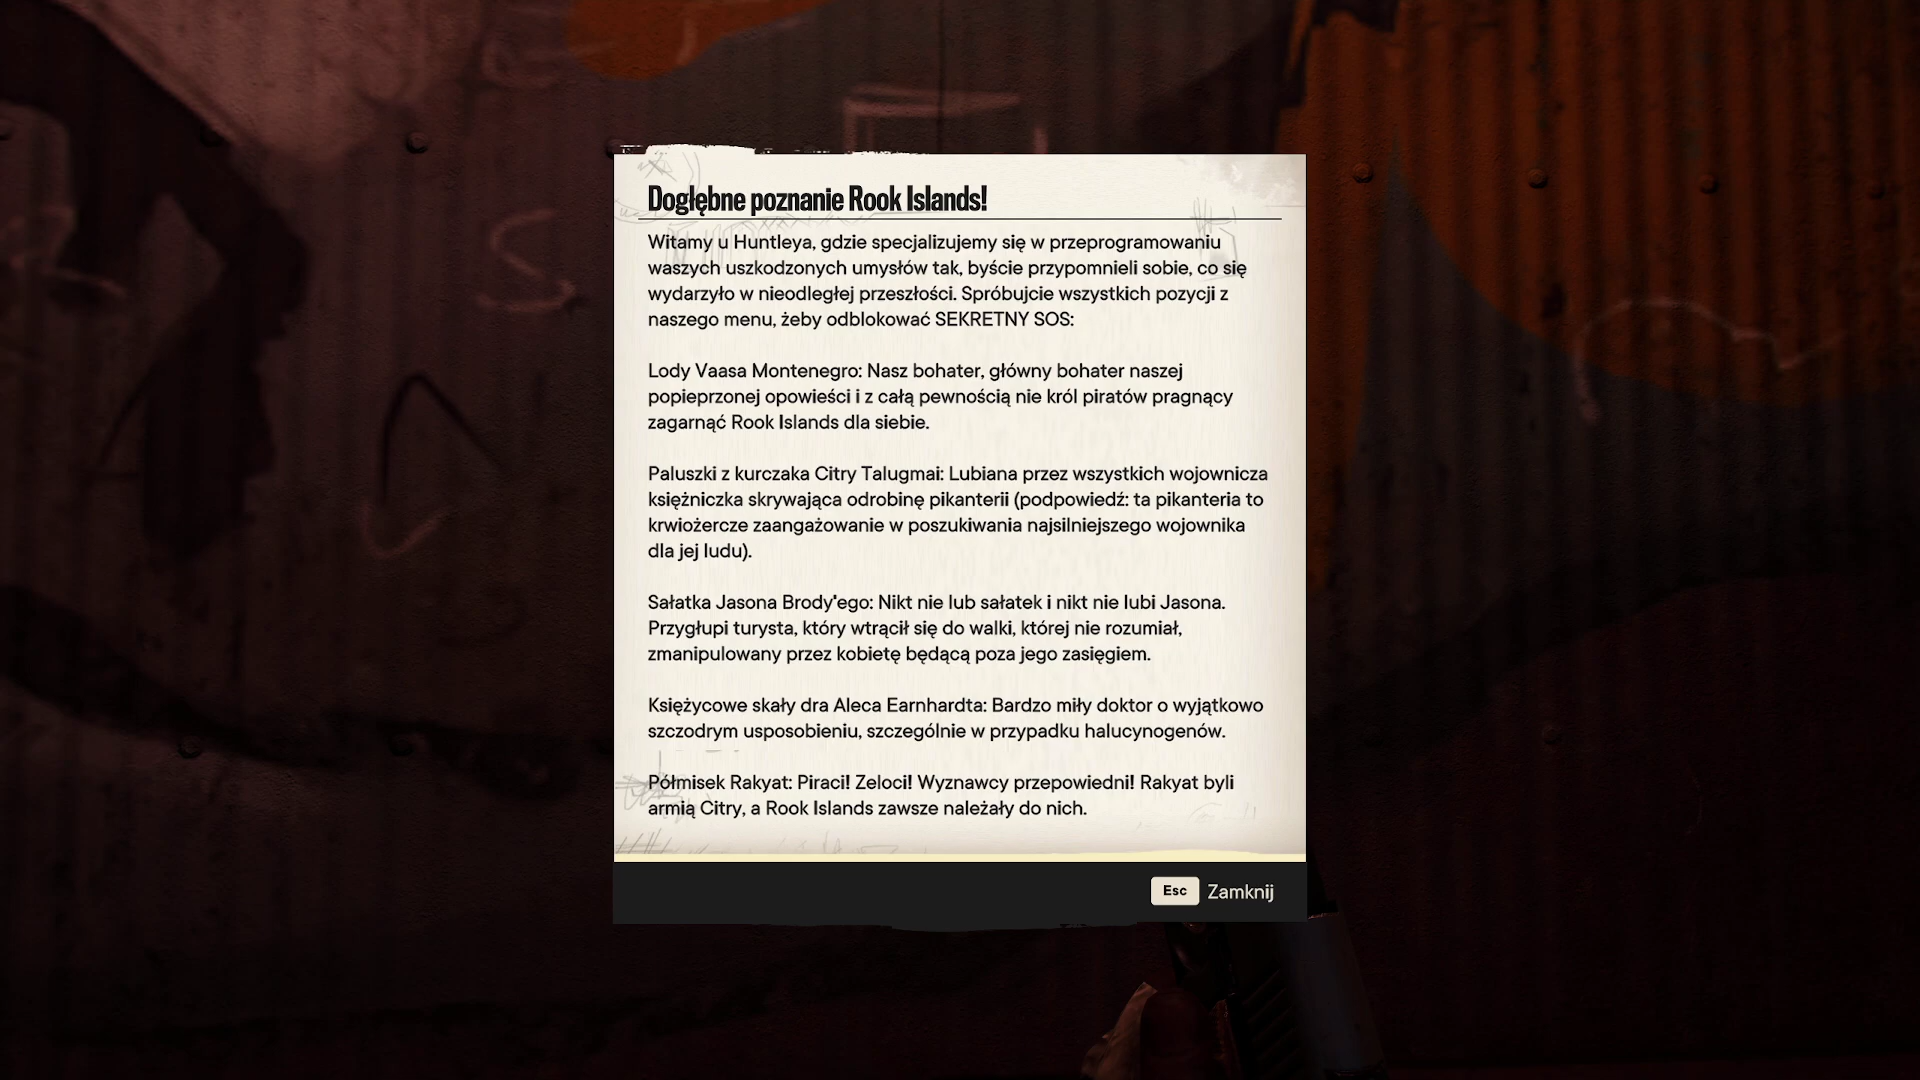 Dogłębne poznanie Rook Islands!
Witamy u Huntleya, gdzie specjalizujemy się w przeprogramowaniu
waszych uszkodzonych umysłów tak, byście przypomnieli sobie, co się
wydarzyło w nieodległej przeszłości. Spróbujcie wszystkich pozycji z
naszego menu, żeby odblokować SEKRETNY SOS:
Lody Vaasa Montenegro: Nasz bohater, główny bohater naszej
popieprzonej opowieści i z całą pewnością nie król piratów pragnący
zagarnąć Rook Islands dla siebie.
Paluszki z kurczaka Citry Talugmai: Lubiana przez wszystkich wojownicza
księżniczka skrywająca odrobinę pikanterii (podpowiedź: ta pikanteria to
krwiożercze zaangażowanie w poszukiwania najsilniejszego wojownika
dla jej ludu).
Sałatka Jasona Brody'ego: Nikt nie lub sałatek i nikt nie lubi Jasona.
Przygłupi turysta, który wtrącił się do walki, której nie rozumiał,
zmanipulowany przez kobietę będącą poza jego zasięgiem.
Księżycowe skały dra Aleca Earnhardta: Bardzo miły doktor o wyjątkowo
szczodrym usposobieniu, szczególnie w przypadku halucynogenów.
Półmisek Rakyat: Piraci! Zeloci! Wyznawcy przepowiedni! Rakyat byli
armią Citry, a Rook Islands zawsze należały do nich.
Esc Zamknij